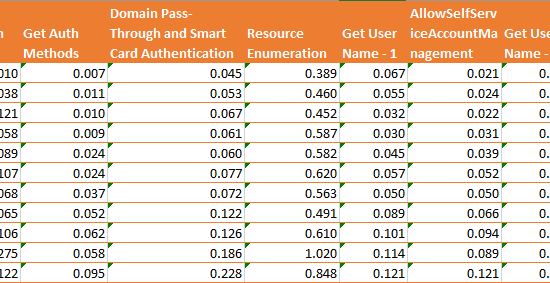 Domain Pass- AllowSelfServ
n Get Auth Through and Smart Resource Get User iceAccountMa Get Use
Methods Card Authentication Enumeration Name - 1 nagement Name -
010 0.007 0.045 0.389 0.067 0.021 0.
038 0.011 0.053 0.460 0.055 0.024 0.
121 0.010 0.067 0.452 0.032 0.022 0.
058 0.009 0.061 0.587 0.030 0.031 0.
089 0.024 0.060 0.582 0.045 0.039 0.
107 0.024 0.077 0.620 0.057 0.052 0.
068 0.037 0.072 0.563 0.050 0.050 0.
065 0.052 0.122 0.491 0.089 0.066 0.
106 0.062 0.126 0.610 0.101 0.094 0.
275 0.058 0.186 1.020 0.114 0.089 0.
122 0.095 0.228 0.848 0.121 0.121 0.